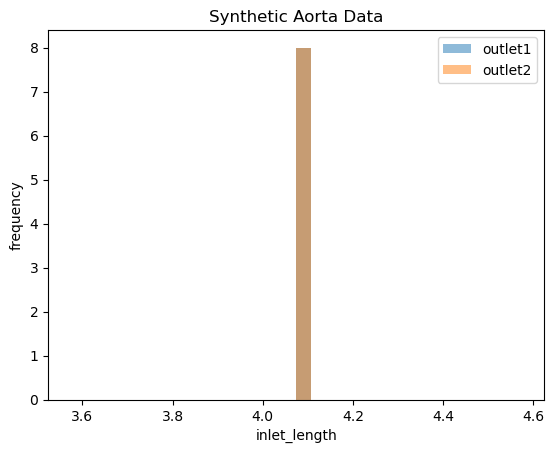 Synthetic Aorta Data
outlet1
outlet2
frequency
8
7
6
5
4
3
2
1
0
3.6 3.8 4.0 4.2 4.4 4.6
inlet_length